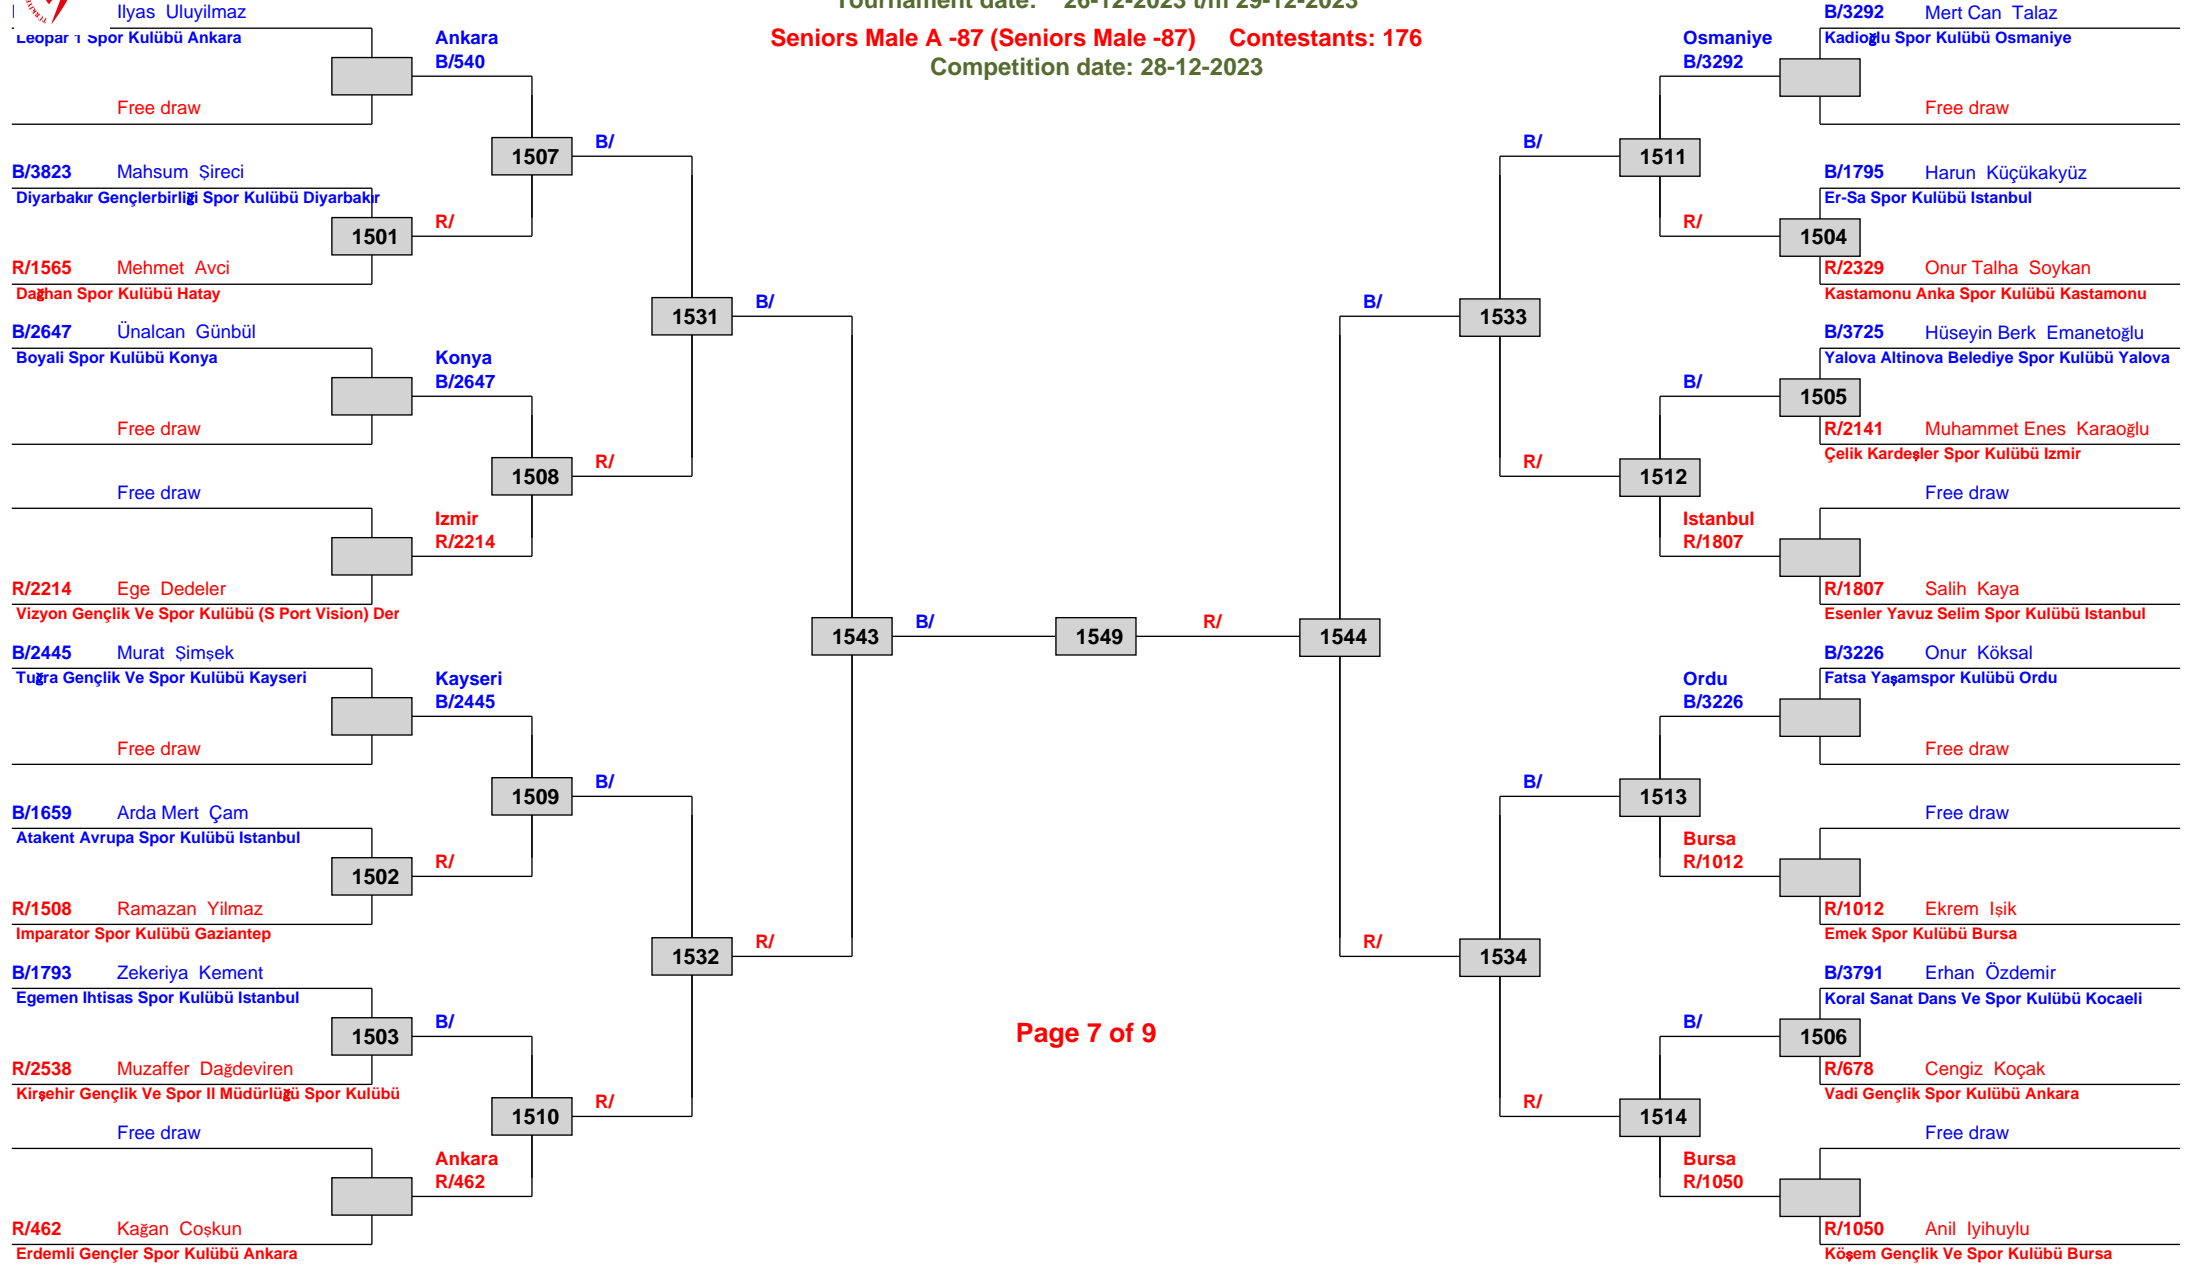 Tournament date: 26-12-2023 t/m 29-12-2023
Seniors Male A -87 (Seniors Male -87) Contestants: 176
Competition date: 28-12-2023
Ilyas Uluyilmaz
Leopar 1 Spor Kulübü Ankara
Ankara
B/540
Free draw
1507
B/
B/3823 Mahsum Şireci
Diyarbakır Gençlerbirliği Spor Kulübü Diyarbakır
1501
R/
R/1565 Mehmet Avci
Dağhan Spor Kulübü Hatay
1531
B/
B/2647 Ünalcan Günbül
Boyali Spor Kulübü Konya
Konya
B/2647
Free draw
1508
R/
Free draw
Izmir
R/2214
R/2214 Ege Dedeler
Vizyon Gençlik Ve Spor Kulübü (S Port Vision) Der
1543
B/
B/2445 Murat Şimşek
Tuğra Gençlik Ve Spor Kulübü Kayseri
Kayseri
B/2445
Free draw
1509
B/
B/1659 Arda Mert Çam
Atakent Avrupa Spor Kulübü Istanbul
1502
R/
R/1508 Ramazan Yilmaz
Imparator Spor Kulübü Gaziantep
1532
R/
B/1793 Zekeriya Kement
Egemen Ihtisas Spor Kulübü Istanbul
1503
B/
R/2538 Muzaffer Dağdeviren
Kirşehir Gençlik Ve Spor Il Müdürlüğü Spor Kulübü
1510
R/
Free draw
Ankara
R/462
R/462 Kağan Coşkun
Erdemli Gençler Spor Kulübü Ankara
1549
Page 7 of 9
B/3292 Mert Can Talaz
Kadioğlu Spor Kulübü Osmaniye
Osmaniye
B/3292
Free draw
B/
1511
B/1795 Harun Küçükakyüz
Er-Sa Spor Kulübü Istanbul
R/
1504
R/2329 Onur Talha Soykan
Kastamonu Anka Spor Kulübü Kastamonu
B/
1533
B/3725 Hüseyin Berk Emanetoğlu
Yalova Altinova Belediye Spor Kulübü Yalova
B/
1505
R/2141 Muhammet Enes Karaoğlu
Çelik Kardeşler Spor Kulübü Izmir
R/
1512
Free draw
Istanbul
R/1807
R/1807 Salih Kaya
Esenler Yavuz Selim Spor Kulübü Istanbul
R/
1544
B/3226 Onur Köksal
Fatsa Yaşamspor Kulübü Ordu
Ordu
B/3226
Free draw
B/
1513
Free draw
Bursa
R/1012
R/1012 Ekrem Işik
Emek Spor Kulübü Bursa
R/
1534
B/3791 Erhan Özdemir
Koral Sanat Dans Ve Spor Kulübü Kocaeli
B/
1506
R/678 Cengiz Koçak
Vadi Gençlik Spor Kulübü Ankara
R/
1514
Free draw
Bursa
R/1050
R/1050 Anil Iyihuylu
Köşem Gençlik Ve Spor Kulübü Bursa